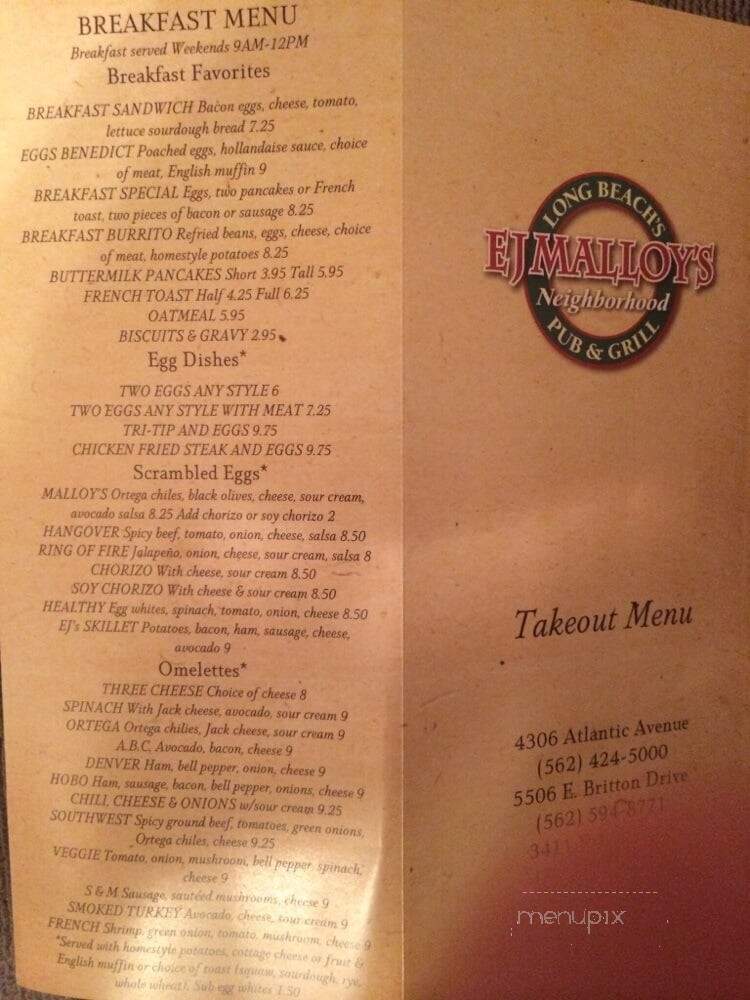 BREAKFAST MENU
Breakfast served Weekends 9AM-12PM
Breakfast Favorites
BREAKFAST SANDWICH Bacon eggs, cheese, tomato,
lettuce sourdough bread 7.25
EGGS BENEDICT Poached eggs, hollandaise sauce, choice
of meat, English muffin 9
BREAKFAST SPECIAL Eggs, two pancakes or French
toast, two pieces of bacon or sausage 8.25
BREAKFAST BURRITO Refried beans, eggs, cheese, choice
of meat, homestyle potatoes 8.25
BUTTERMILK PANCAKES Short 3.95 Tall 5.95
FRENCH TOAST Half 4.25 Full 6.25
OATMEAL 5.95
BISCUITS & GRAVY 2.95
Egg Dishes*
TWO EGGS ANY STYLE 6
TWO EGGS ANY STYLE WITH MEAT 7.25
TRI-TIP AND EGGS 9.75
CHICKEN FRIED STEAK AND EGGS 9.75
Scrambled Eggs*
MALLOY'S Ortega chiles, black olives, cheese, sour cream,
avocado salsa 8.25 Add chorizo or soy chorizo 2
HANGOVER Spicy beef, tomato, onion, cheese, salsa 8.50
RING OF FIRE Jalapeño, onion, cheese, sour cream, salsa 8
CHORIZO With cheese, sour cream 8.50
SOY CHORIZO With cheese & sour cream 8.50
HEALTHY Egg whites, spinach, tomato, onion, cheese 8.50
EJ's SKILLET Potatoes, bacon, ham, sausage, cheese,
avocado 9
Omelettes*
THREE CHEESE Choice of cheese 8
SPINACH With Jack cheese, avocado, sour cream 9
ORTEGA Ortega chilies, Jack cheese, sour cream 9
A.B.C. Avocado, bacon, cheese 9
DENVER Ham, bell pepper, onion, cheese 9
HOBO Ham, sausage, bacon, bell pepper, onions, cheese 9
CHILI, CHEESE & ONIONS w/sour cream 9.25
SOUTHWEST Spicy ground beef, tomatoes, green onions,
Ortega chiles, cheese 9.25
VEGGIE Tomato, onion, mushroom, bell pepper, spinach,
cheese 9
S & M Sausage, sautéed mushrooms, cheese 9
SMOKED TURKEY Avocado, cheese, sour cream 9
FRENCH Shrimp, green onion, tomato, mushroom, cheese 9
*Served with homestyle potatoes, cottage cheese or fruit &
English muffin or choice of toast (squaw, sourdough, rye,
whole wheat). Sub egg whites 1.50
LONG BEACH'S
EJ MALLOY'S
Neighborhood
PUB & GRILL
Takeout Menu
4306 Atlantic Avenue
(562) 424-5000
5506 E. Britton Drive
(562) 594-8771
3411
menupix